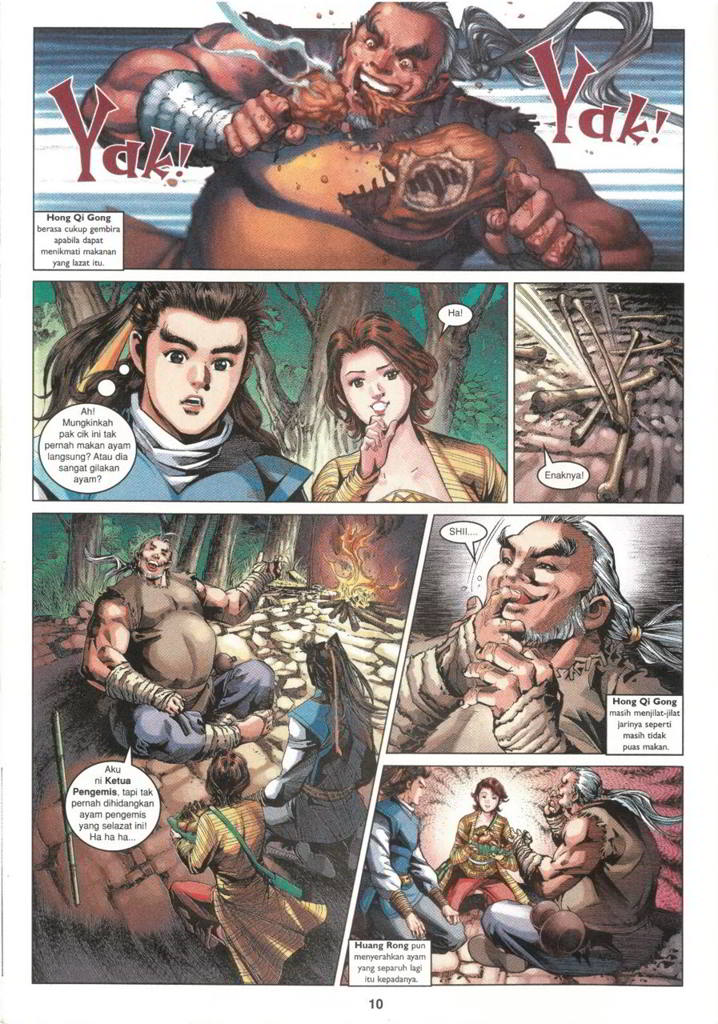 Yak!
Yak!
Hong Qi Gong
berasa cukup gembira
apabila dapat
menikmati makanan
yang lazat itu.
Ah!
Mungkinkah
pak cik ini tak
pernah makan ayam
langsung? Atau dia
sangat gilakan
ayam?
Ha!
Enaknya!
Aku
ni Ketua
Pengemis, tapi tak
pernah dihidangkan
ayam pengemis
yang selazat ini!
Ha ha ha...
SHII....
Hong Qi Gong
masih menjilat-jilat
jarinya seperti
masih tidak
puas makan.
Huang Rong pun
menyerahkan ayam
yang separuh lagi
itu kepadanya.
10